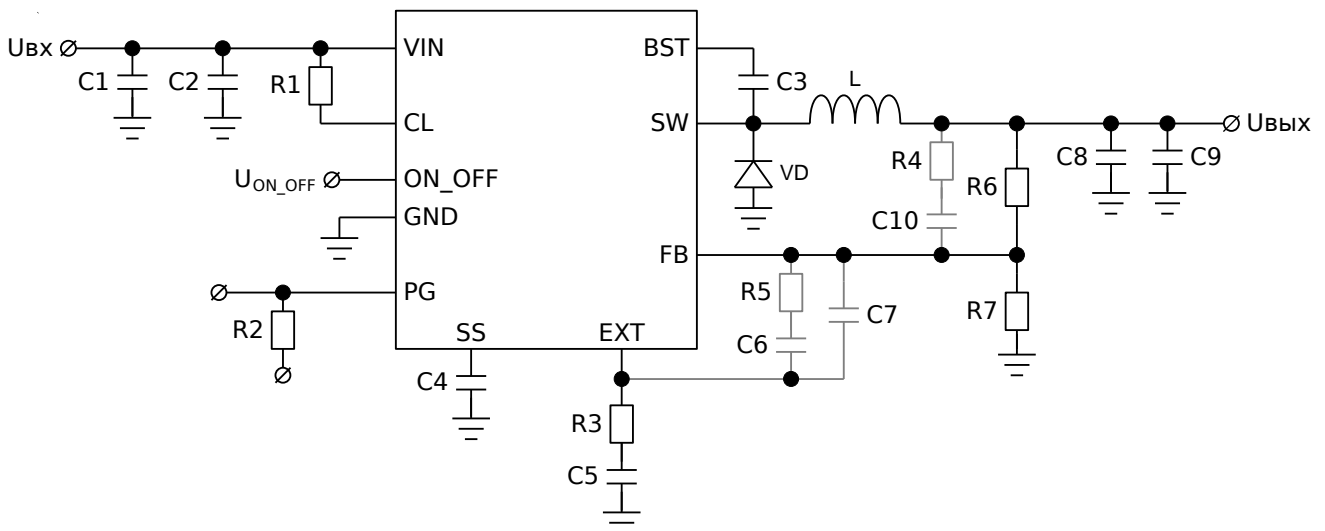 Uвх
VIN
BST
C1
C2
R1
C3
L
CL
SW
Uвых
R4
C8
C9
UON_OFF
ON_OFF
VD
R6
GND
C10
FB
PG
R5
C7
R7
R2
SS
EXT
C6
C4
R3
C5